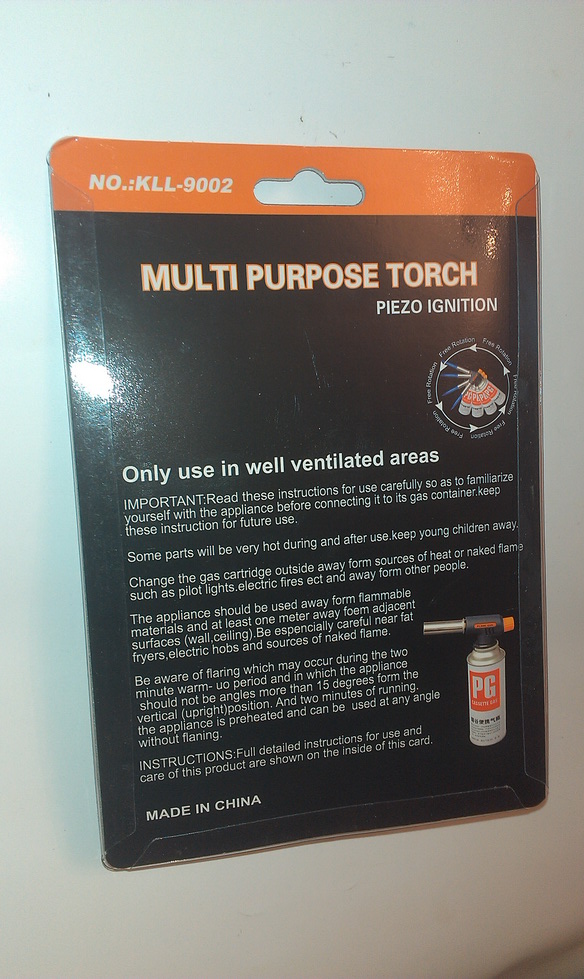 NO.:KLL-9002
MULTI PURPOSE TORCH
PIEZO IGNITION
Free Rotation
Free Rotation
Free Rotation
Free Rotation
Free Rotation
Free Rotation
Only use in well ventilated areas
IMPORTANT:Read these instructions for use carefully so as to familiarize
yourself with the appliance before connecting it to its gas container.keep
these instruction for future use.
Some parts will be very hot during and after use.keep young children away.
Change the gas cartridge outside away form sources of heat or naked flame
such as pilot lights.electric fires ect and away form other people.
The appliance should be used away form flammable
materials and at least one meter away foem adjacent
surfaces (wall,ceiling).Be espencially careful near fat
fryers,electric hobs and sources of naked flame.
Be aware of flaring which may occur during the two
minute warm- uo period and in which the appliance
should not be angles more than 15 degrees form the
vertical (upright)position. And two minutes of running.
the appliance is preheated and can be used at any angle
without flaning.
PG
INSTRUCTIONS:Full detailed instructions for use and
care of this product are shown on the inside of this card.
MADE IN CHINA